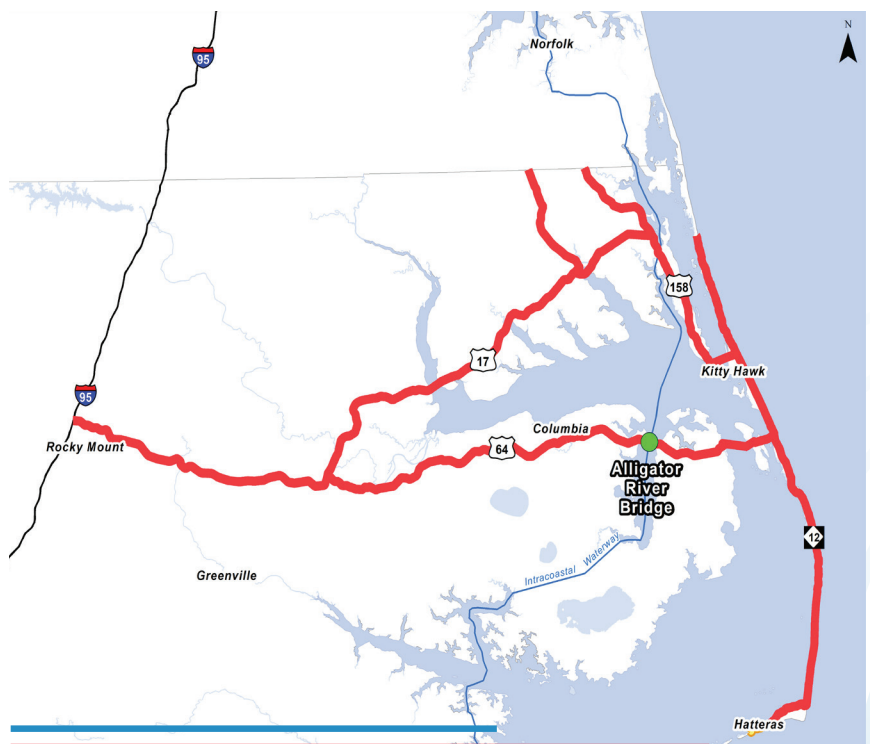 N
Norfolk
95
158
17
Kitty Hawk
95
Columbia
Rocky Mount
64
Alligator
River
Bridge
12
Intracoastal Waterway
Greenville
Hatteras